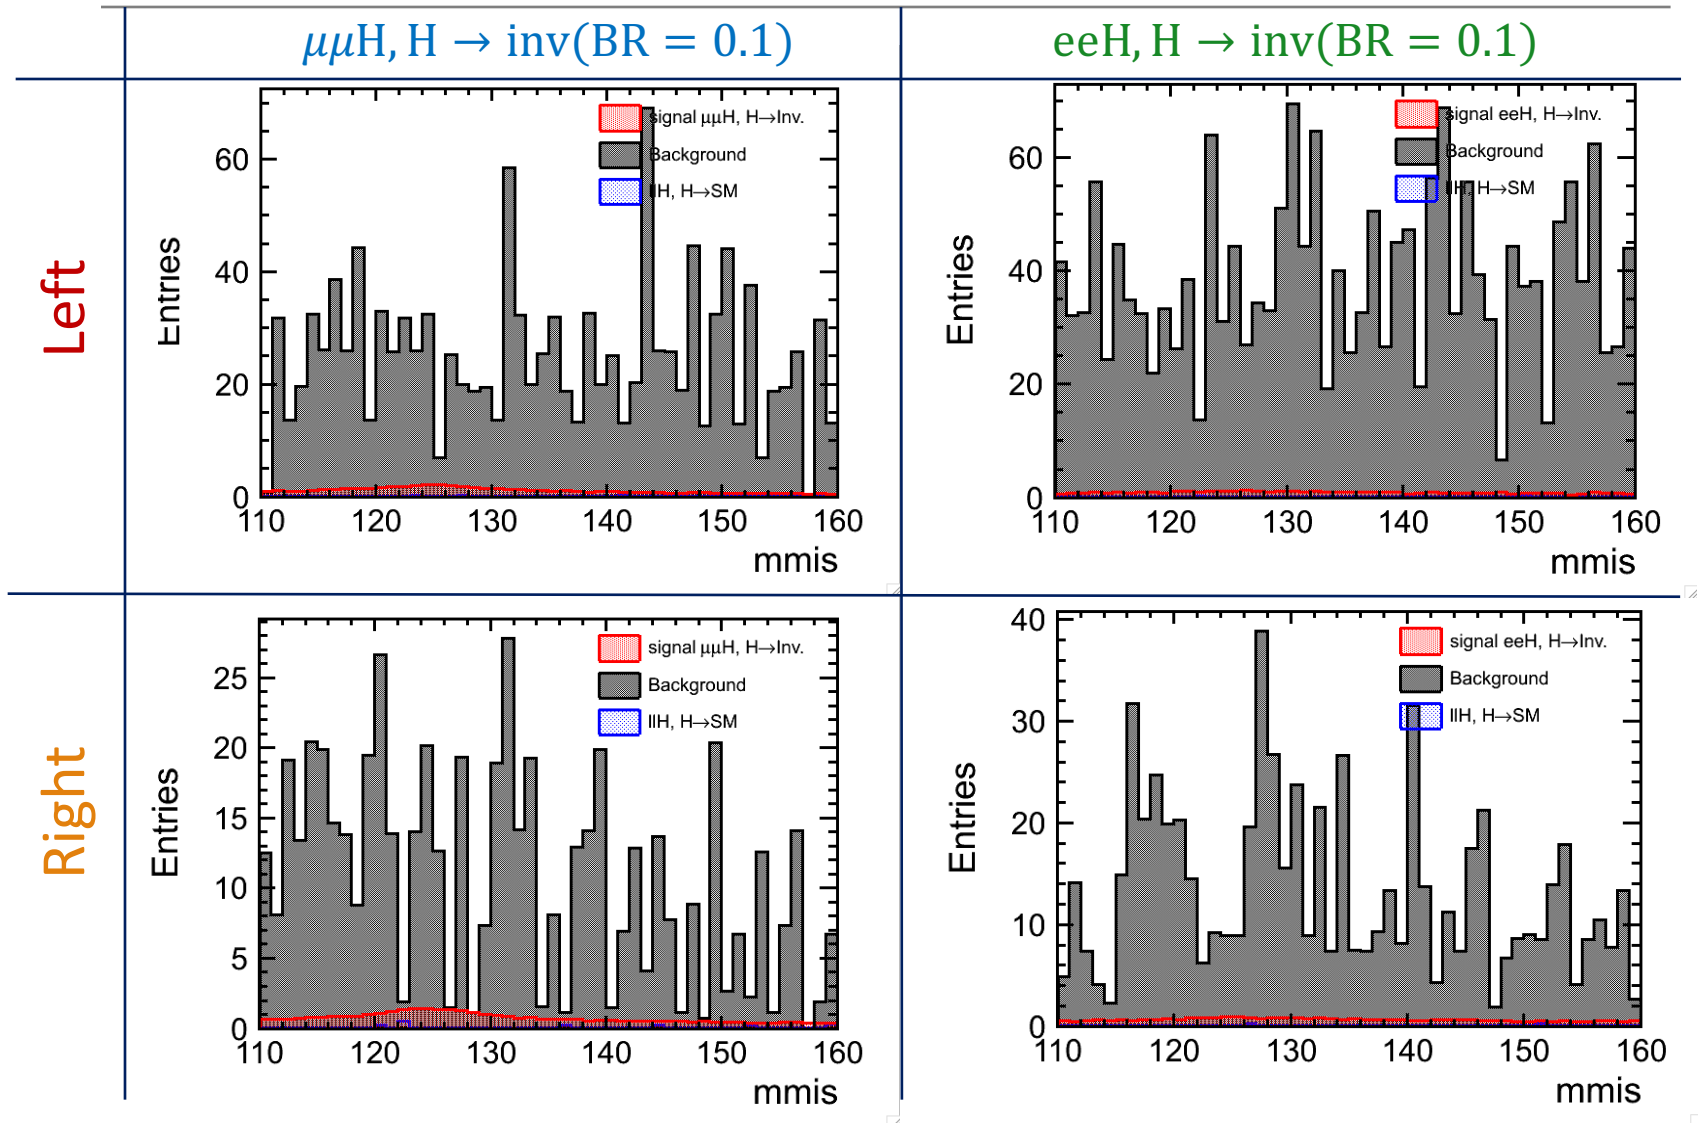 μμH, H → inv(BR = 0.1)
eeH, H → inv(BR = 0.1)
Left
signal μμH, H→Inv.
Background
llH, H→SM
Entries
60
40
20
0
110 120 130 140 150 160
mmis
signal eeH, H→Inv.
Background
llH, H→SM
Entries
60
40
20
0
110 120 130 140 150 160
mmis
Right
signal μμH, H→Inv.
Background
llH, H→SM
Entries
25
20
15
10
5
0
110 120 130 140 150 160
mmis
signal eeH, H→Inv.
Background
llH, H→SM
Entries
40
30
20
10
0
110 120 130 140 150 160
mmis